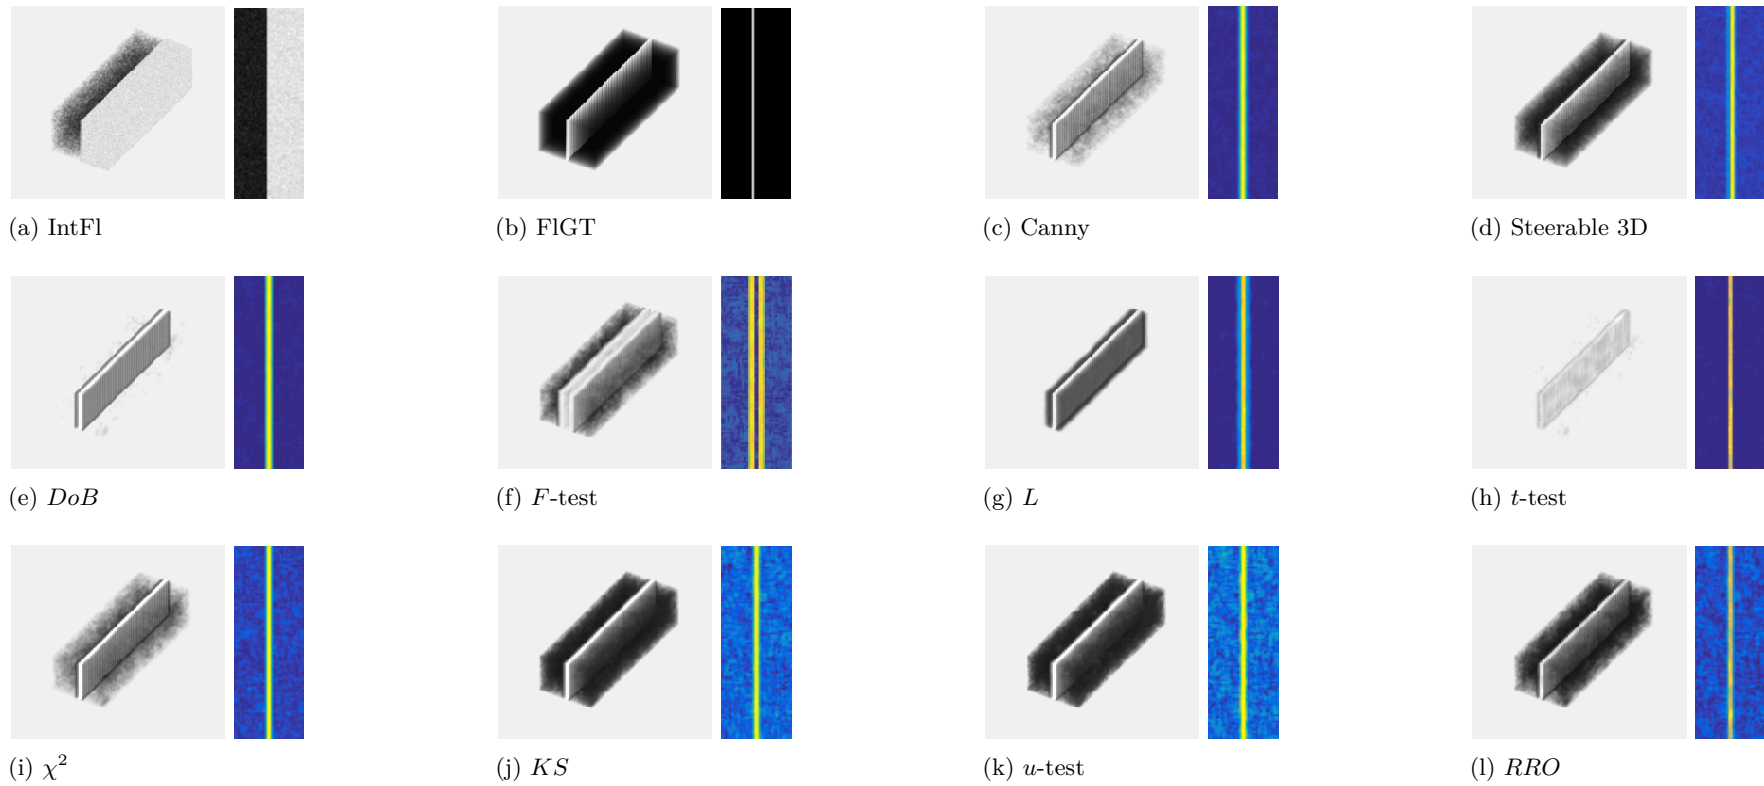 (a) IntFl
(b) FlGT
(c) Canny
(d) Steerable 3D
(e) DoB
(f) F-test
(g) L
(h) t-test
(i) χ²
(j) KS
(k) u-test
(l) RRO